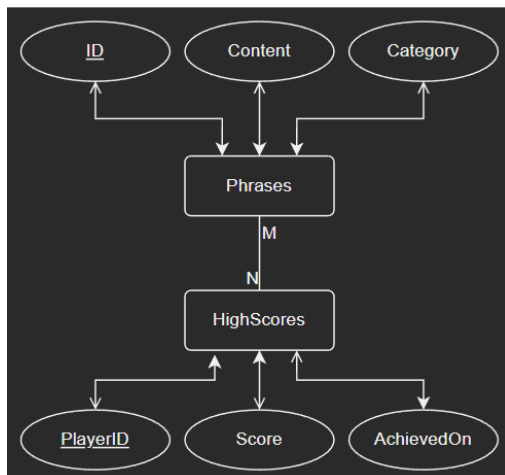 ID
Content
Category
Phrases
M
N
HighScores
PlayerID
Score
AchievedOn